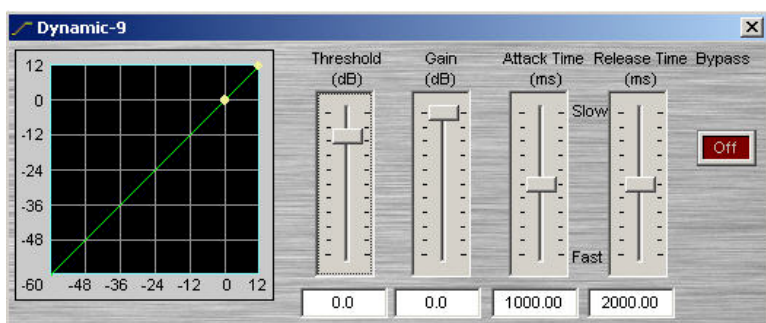 Dynamic-9
Threshold (dB)
Gain (dB)
Attack Time (ms)
Release Time (ms)
Bypass
12
0
-12
-24
-36
-48
-60 -48 -36 -24 -12 0 12
Slow
Fast
Off
0.0
0.0
1000.00
2000.00